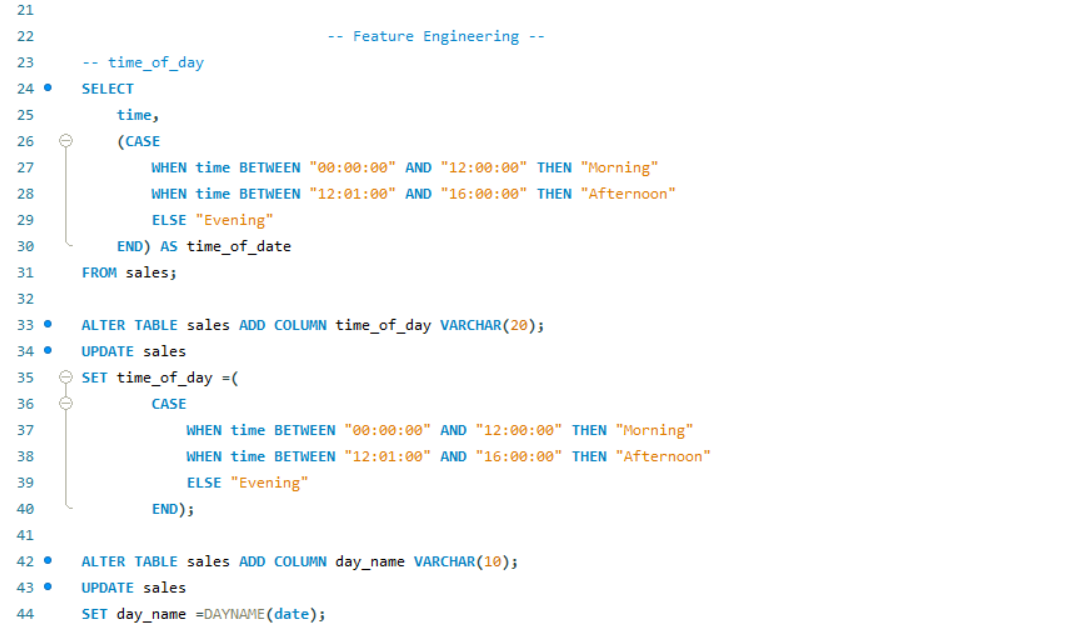 21
22 -- Feature Engineering --
23 -- time_of_day
24 SELECT
25 time,
26 (CASE
27 WHEN time BETWEEN "00:00:00" AND "12:00:00" THEN "Morning"
28 WHEN time BETWEEN "12:01:00" AND "16:00:00" THEN "Afternoon"
29 ELSE "Evening"
30 END) AS time_of_date
31 FROM sales;
32
33 ALTER TABLE sales ADD COLUMN time_of_day VARCHAR(20);
34 UPDATE sales
35 SET time_of_day =(
36 CASE
37 WHEN time BETWEEN "00:00:00" AND "12:00:00" THEN "Morning"
38 WHEN time BETWEEN "12:01:00" AND "16:00:00" THEN "Afternoon"
39 ELSE "Evening"
40 END);
41
42 ALTER TABLE sales ADD COLUMN day_name VARCHAR(10);
43 UPDATE sales
44 SET day_name =DAYNAME(date);